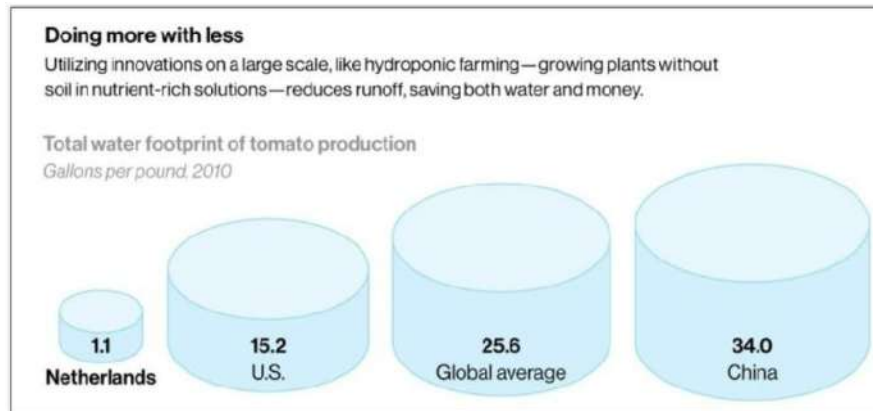 Doing more with less
Utilizing innovations on a large scale, like hydroponic farming—growing plants without
soil in nutrient-rich solutions—reduces runoff, saving both water and money.
Total water footprint of tomato production
Gallons per pound, 2010
1.1
Netherlands
15.2
U.S.
25.6
Global average
34.0
China